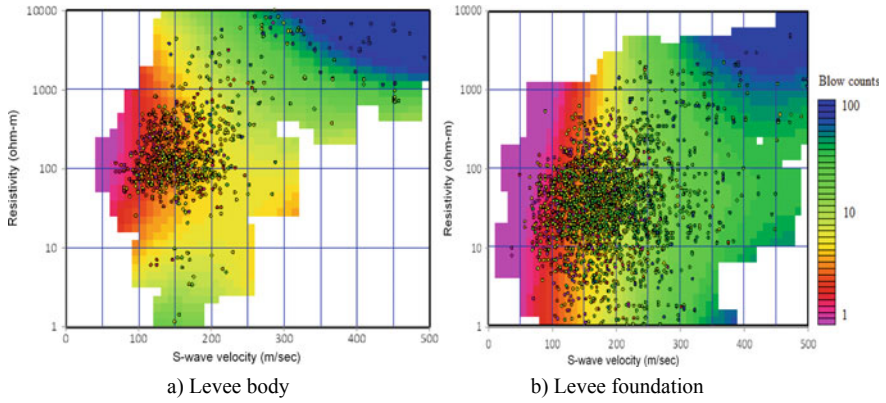 10000
1000
100
10
1
Resistivity (ohm-m)
0 100 200 300 400 500
S-wave velocity (m/sec)
a) Levee body
10000
1000
100
10
1
Resistivity (ohm-m)
0 100 200 300 400 500
S-wave velocity (m/sec)
b) Levee foundation
Blow counts
100
10
1